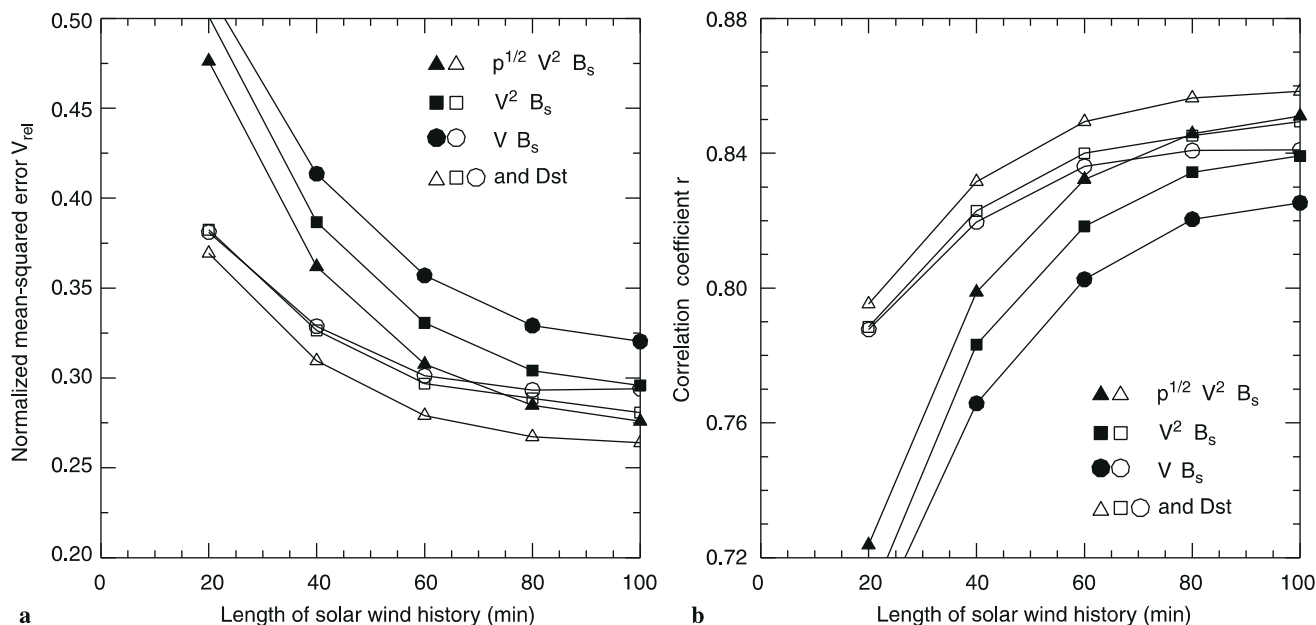 0.50
0.45
0.40
0.35
0.30
0.25
0.20
0
20
40
60
80
100
Normalized mean-squared error V_rel
Length of solar wind history (min)
p^1/2 V^2 B_s
V^2 B_s
V B_s
and Dst
a
0.88
0.84
0.80
0.76
0.72
0
20
40
60
80
100
Correlation coefficient r
Length of solar wind history (min)
p^1/2 V^2 B_s
V^2 B_s
V B_s
and Dst
b